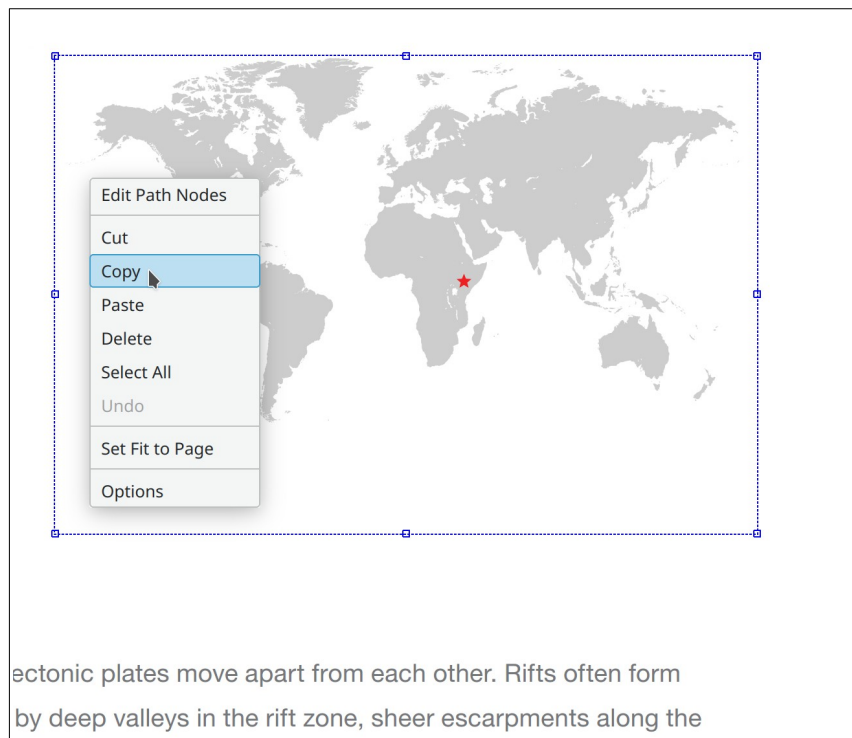 Edit Path Nodes
Cut
Copy
Paste
Delete
Select All
Undo
Set Fit to Page
Options
ectonic plates move apart from each other. Rifts often form
by deep valleys in the rift zone, sheer escarpments along the